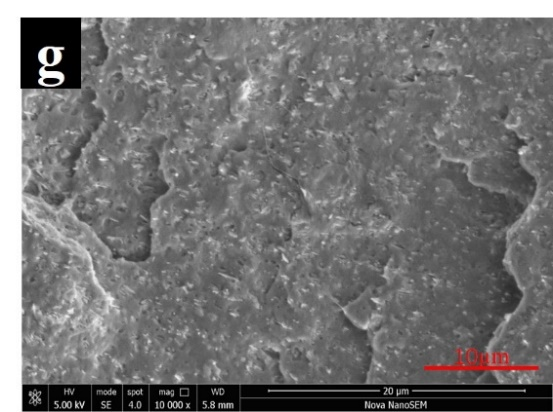 g
10μm
HV mode spot mag □ WD 20 μm
5.00 kV SE 4.0 10 000 x 5.8 mm Nova NanoSEM